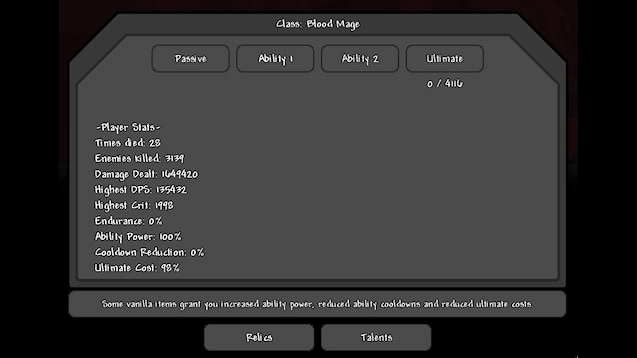 Class: Blood Mage
Passive
Ability 1
Ability 2
Ultimate
0 / 4116
-Player Stats-
Times died: 28
Enemies Killed: 3139
Damage Dealt: 1649420
Highest DPS: 135432
Highest Crit: 1998
Endurance: 0%
Ability Power: 100%
Cooldown Reduction: 0%
Ultimate Cost: 98%
Some vanilla items grant you increased ability power, reduced ability cooldowns and reduced ultimate costs.
Relics
Talents